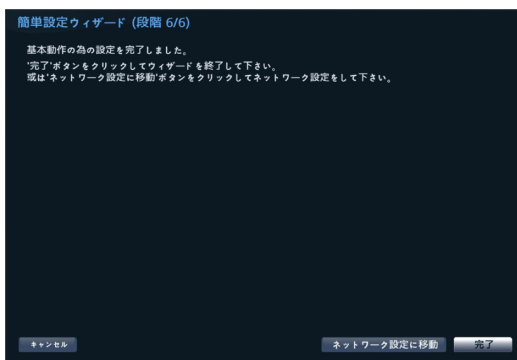 簡単設定ウィザード (段階 6/6)
基本動作の為の設定を完了しました。
'完了'ボタンをクリックしてウィザードを終了して下さい。
或は'ネットワーク設定に移動'ボタンをクリックしてネットワーク設定をして下さい。
キャンセル
ネットワーク設定に移動
完了